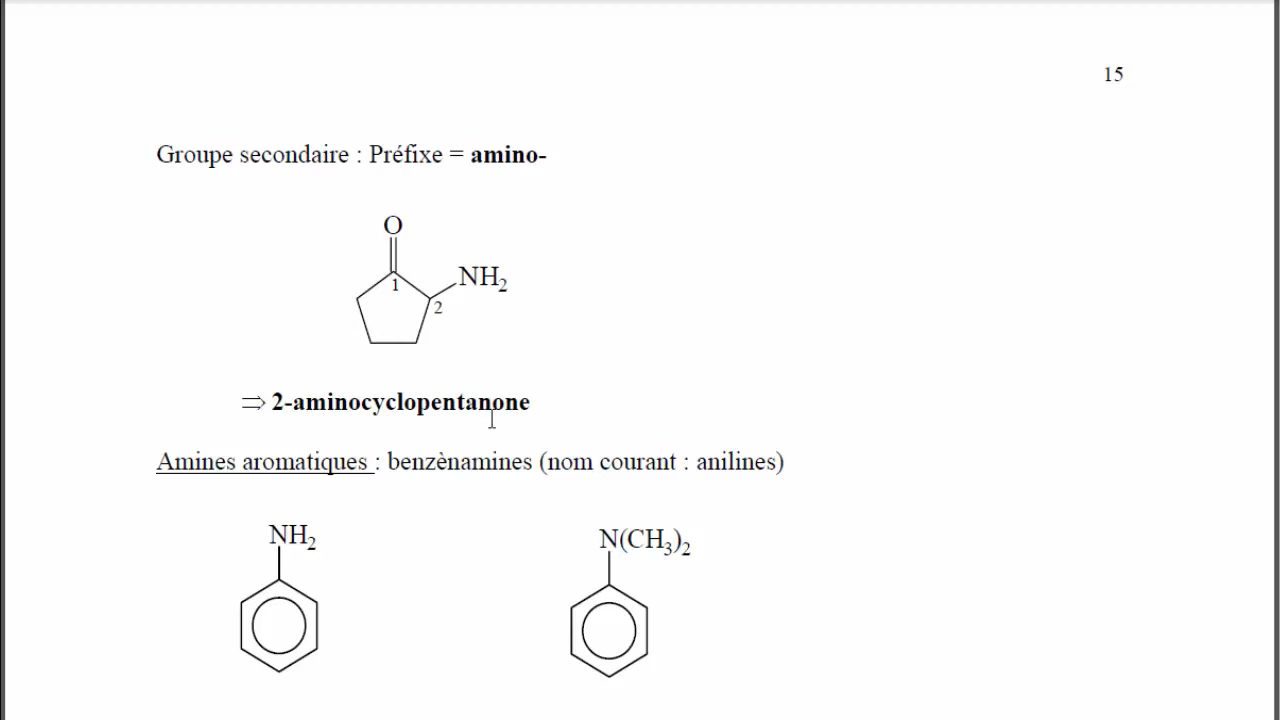 15
Groupe secondaire : Préfixe = amino-
O
NH2
1
2
⇒ 2-aminocyclopentanone
Amines aromatiques : benzènamines (nom courant : anilines)
NH2
N(CH3)2